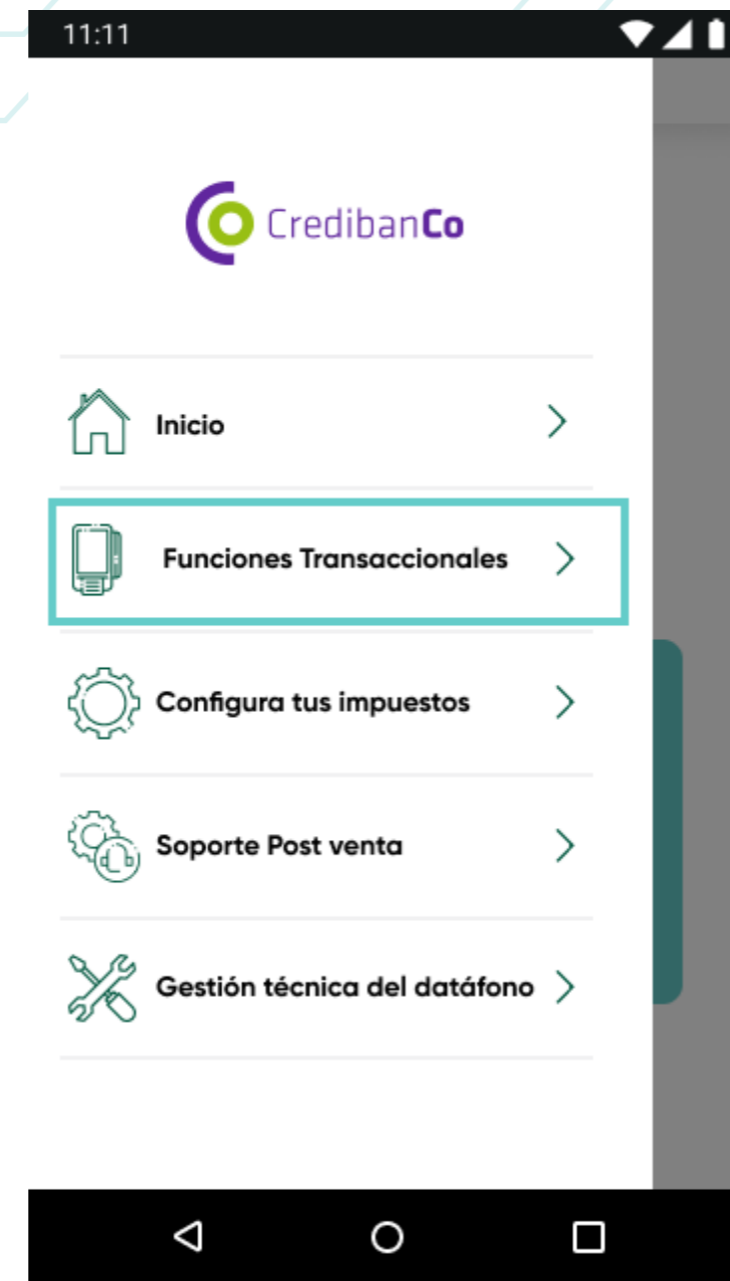 11:11
CredibanCo
Inicio
Funciones Transaccionales
Configura tus impuestos
Soporte Post venta
Gestión técnica del datáfono